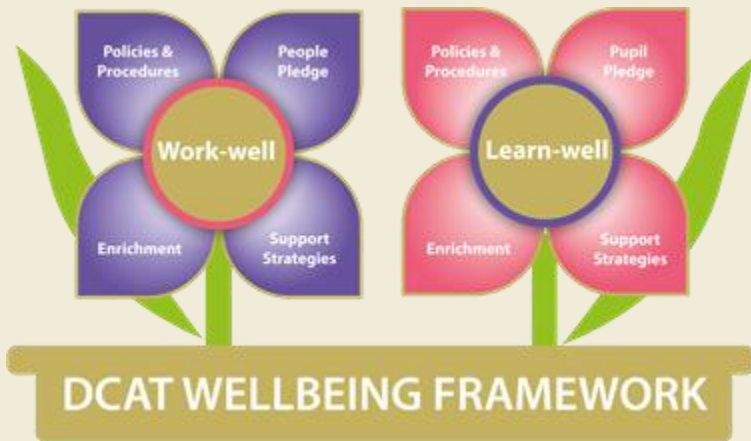 Policies &
Procedures
People
Pledge
Work-well
Enrichment
Support
Strategies
Policies &
Procedures
Pupil
Pledge
Learn-well
Enrichment
Support
Strategies
DCAT WELLBEING FRAMEWORK